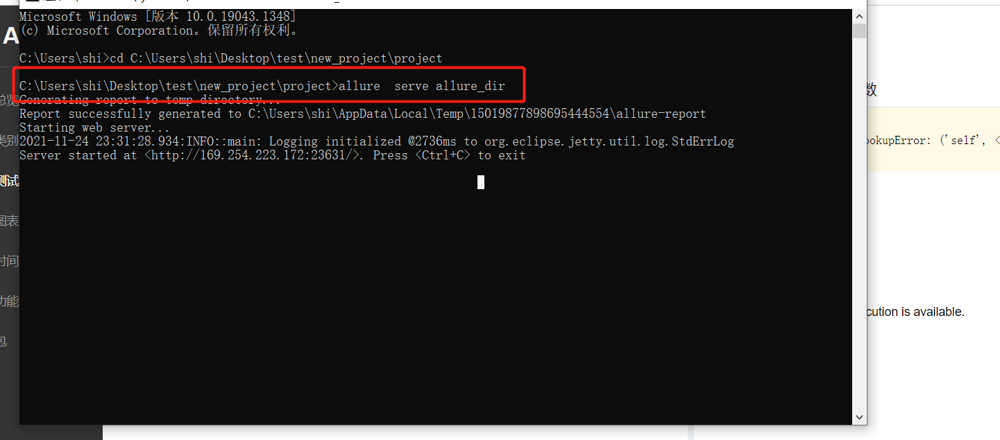 Microsoft Windows [版本 10.0.19043.1348]
(c) Microsoft Corporation。保留所有权利。
C:\Users\shi>cd C:\Users\shi\Desktop\test\new_project\project
C:\Users\shi\Desktop\test\new_project\project>allure  serve allure_dir
Generating report to temp directory...
Report successfully generated to C:\Users\shi\AppData\Local\Temp\15019877898695444554\allure-report
Starting web server...
2021-11-24 23:31:28.934:INFO::main: Logging initialized @2736ms to org.eclipse.jetty.util.log.StdErrLog
Server started at <http://169.254.223.172:23631/>. Press <Ctrl+C> to exit
A
总览
类别
测试
图表
时间
功能
包
数
ookupError: ('self', <
cution is available.